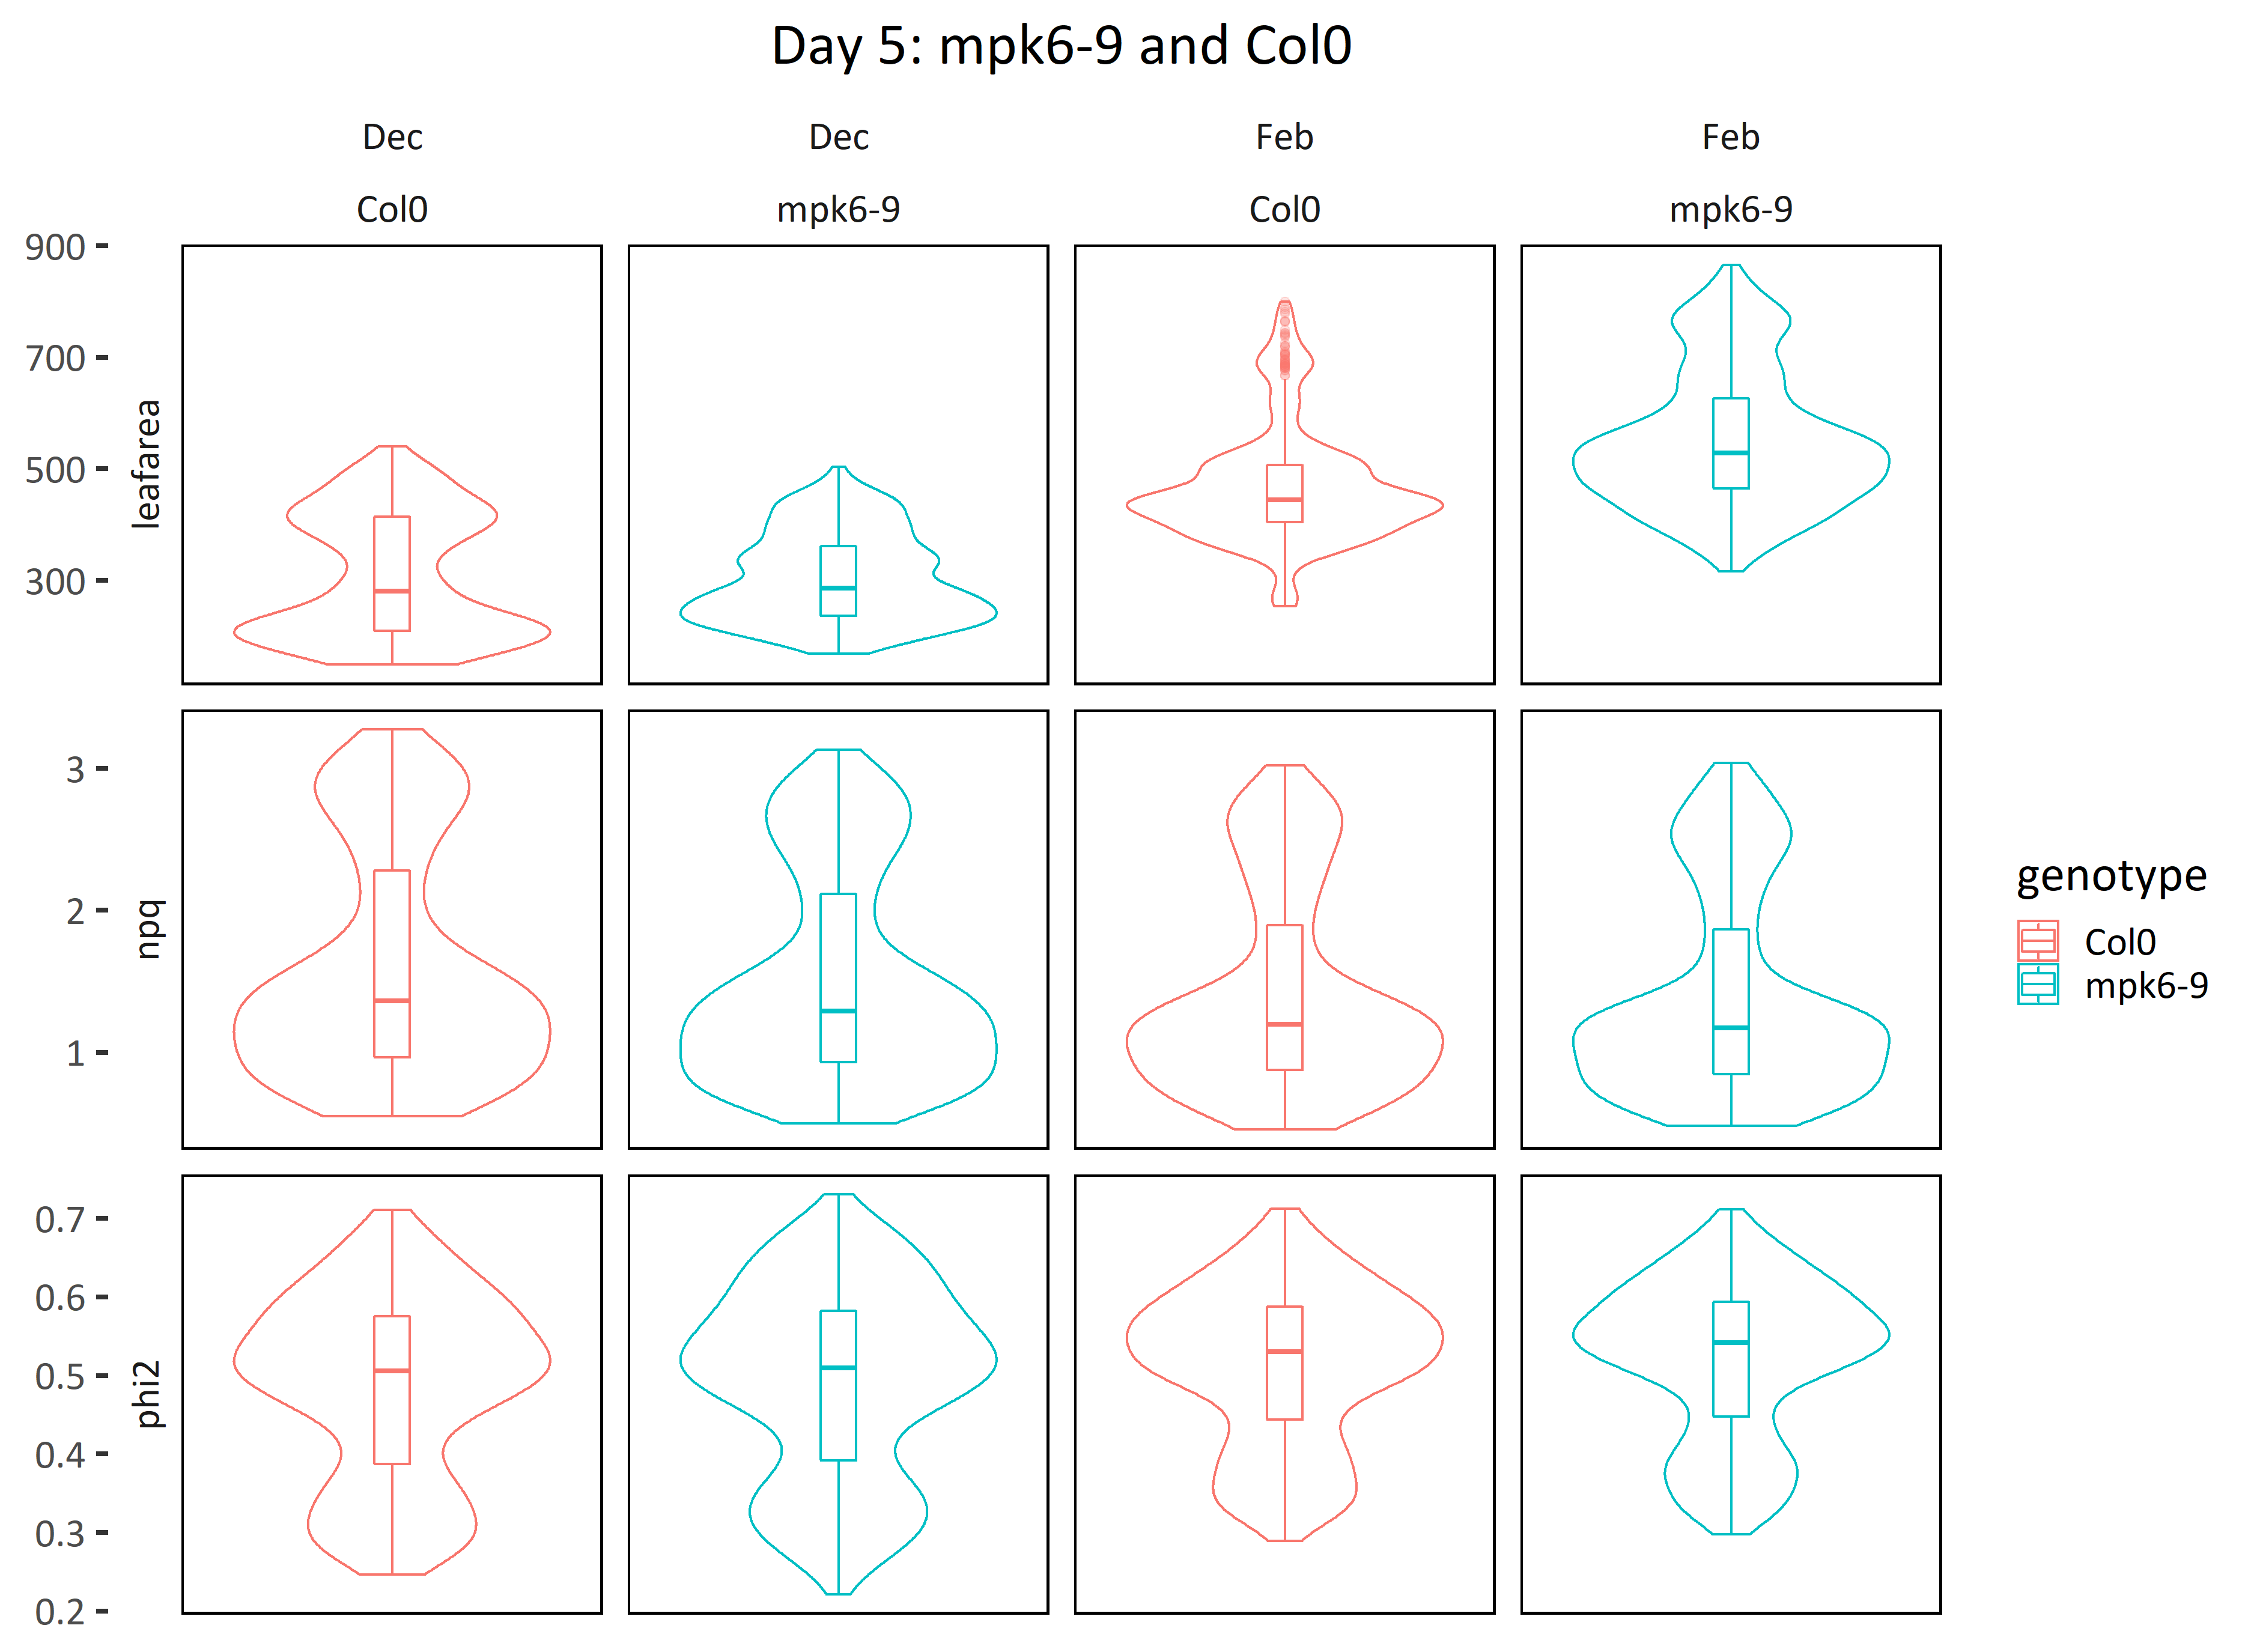 Day 5: mpk6-9 and Col0
Dec Dec Feb Feb
Col0 mpk6-9 Col0 mpk6-9
900
700
500
300
leafarea
3
2
1
npq
0.7
0.6
0.5
0.4
0.3
0.2
phi2
genotype
Col0
mpk6-9